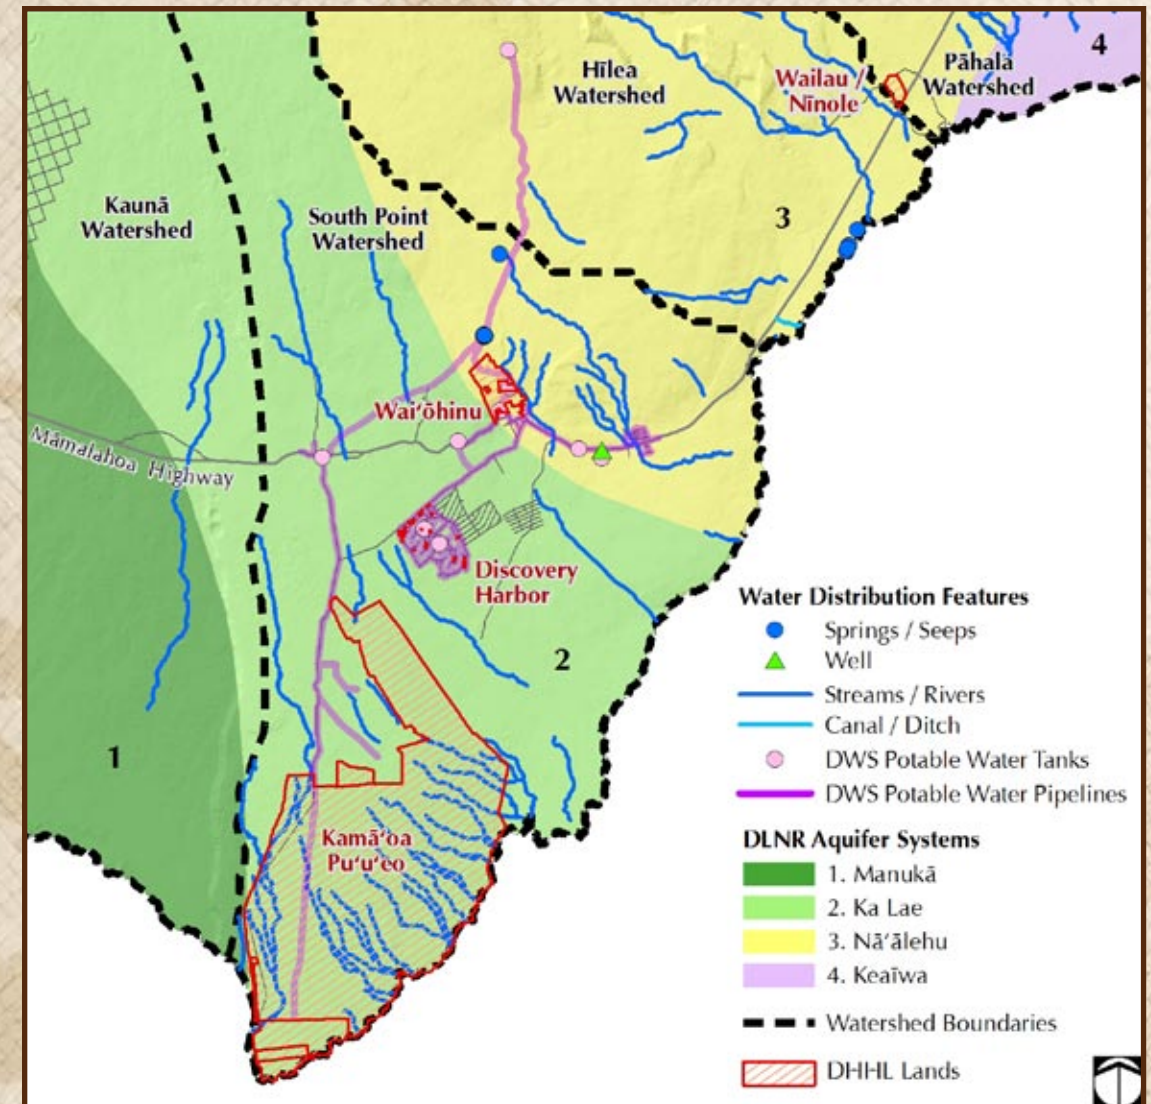 4
Hīlea
Watershed
Wailau /
Nīnole
Pāhala
Watershed
Kaunā
Watershed
South Point
Watershed
3
Wai‘ōhinu
Māmalahoa Highway
Discovery
Harbor
2
1
Kamā‘oa
Pu‘u‘eo
Water Distribution Features
Springs / Seeps
Well
Streams / Rivers
Canal / Ditch
DWS Potable Water Tanks
DWS Potable Water Pipelines
DLNR Aquifer Systems
1. Manukā
2. Ka Lae
3. Nā‘ālehu
4. Keaīwa
Watershed Boundaries
DHHL Lands